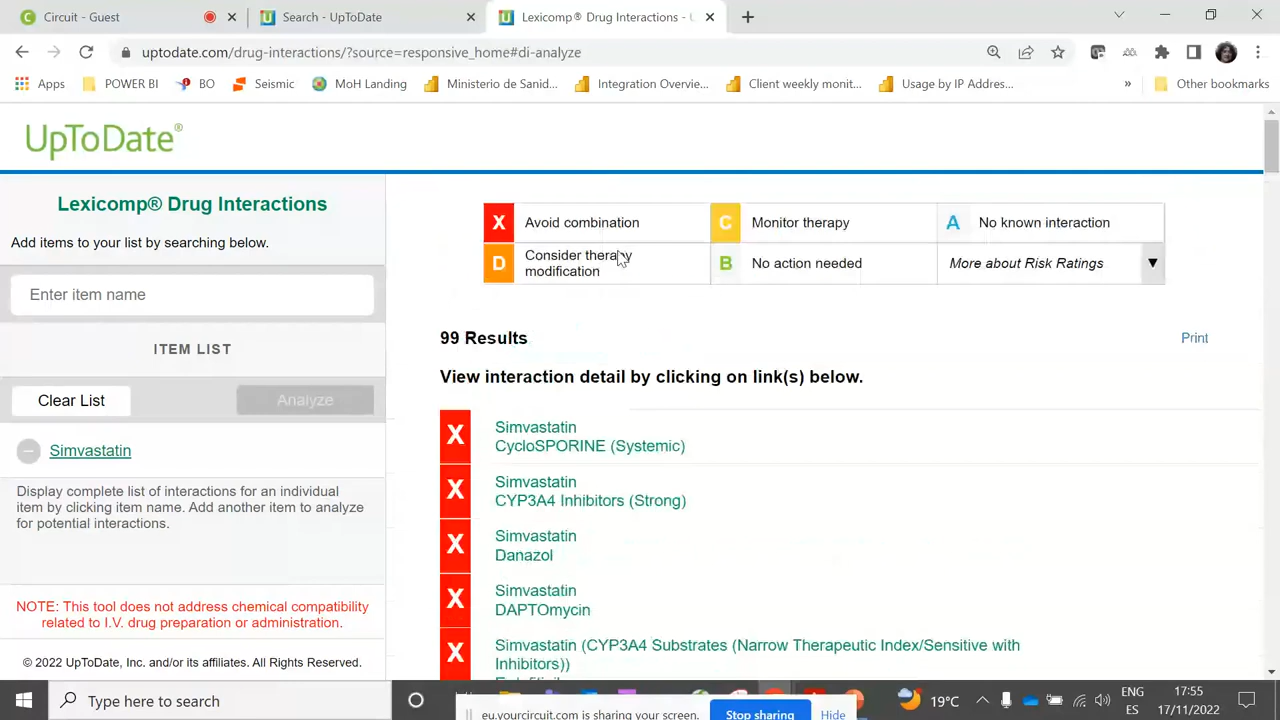 Circuit - Guest
Search - UpToDate
Lexicomp® Drug Interactions -
uptodate.com/drug-interactions/?source=responsive_home#di-analyze
Apps
POWER BI
BO
Seismic
MoH Landing
Ministerio de Sanid...
Integration Overvie...
Client weekly monit...
Usage by IP Addres...
»
Other bookmarks
UpToDate®
Lexicomp® Drug Interactions
Add items to your list by searching below.
Enter item name
ITEM LIST
Clear List
Analyze
Simvastatin
Display complete list of interactions for an individual
item by clicking item name. Add another item to analyze
for potential interactions.
NOTE: This tool does not address chemical compatibility
related to I.V. drug preparation or administration.
© 2022 UpToDate, Inc. and/or its affiliates. All Rights Reserved.
X Avoid combination
C Monitor therapy
A No known interaction
D Consider therapy
modification
B No action needed
More about Risk Ratings
99 Results
Print
View interaction detail by clicking on link(s) below.
X
Simvastatin
CycloSPORINE (Systemic)
X
Simvastatin
CYP3A4 Inhibitors (Strong)
X
Simvastatin
Danazol
X
Simvastatin
DAPTOmycin
X
Simvastatin (CYP3A4 Substrates (Narrow Therapeutic Index/Sensitive with
Inhibitors))
Type here to search
eu.yourcircuit.com is sharing your screen.
Stop sharing
Hide
19°C
ENG
ES
17:55
17/11/2022